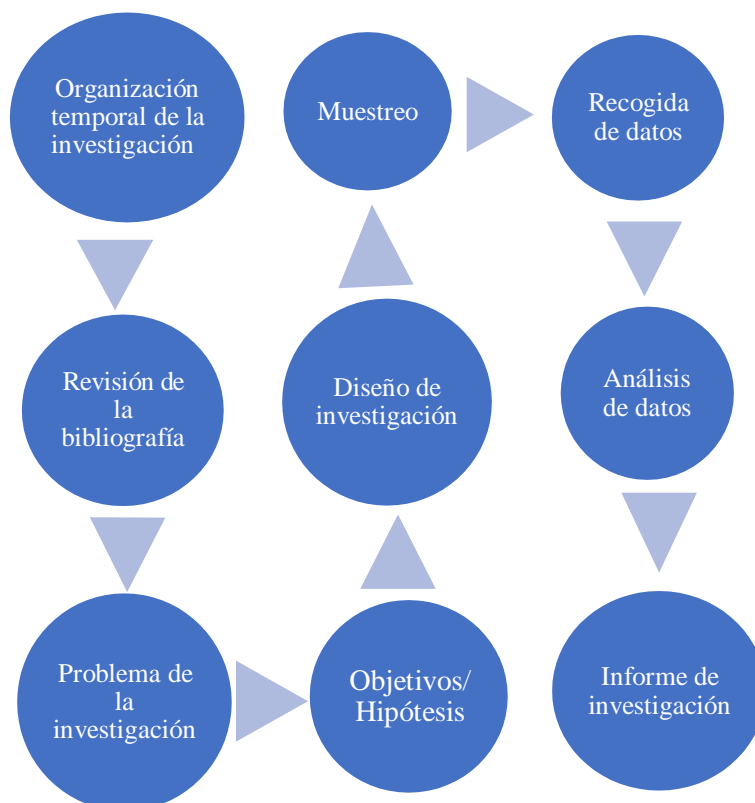 Organización
temporal de la
investigación
Revisión de
la
bibliografía
Problema de
la
investigación
Objetivos/
Hipótesis
Diseño de
investigación
Muestreo
Recogida
de datos
Análisis
de datos
Informe de
investigación